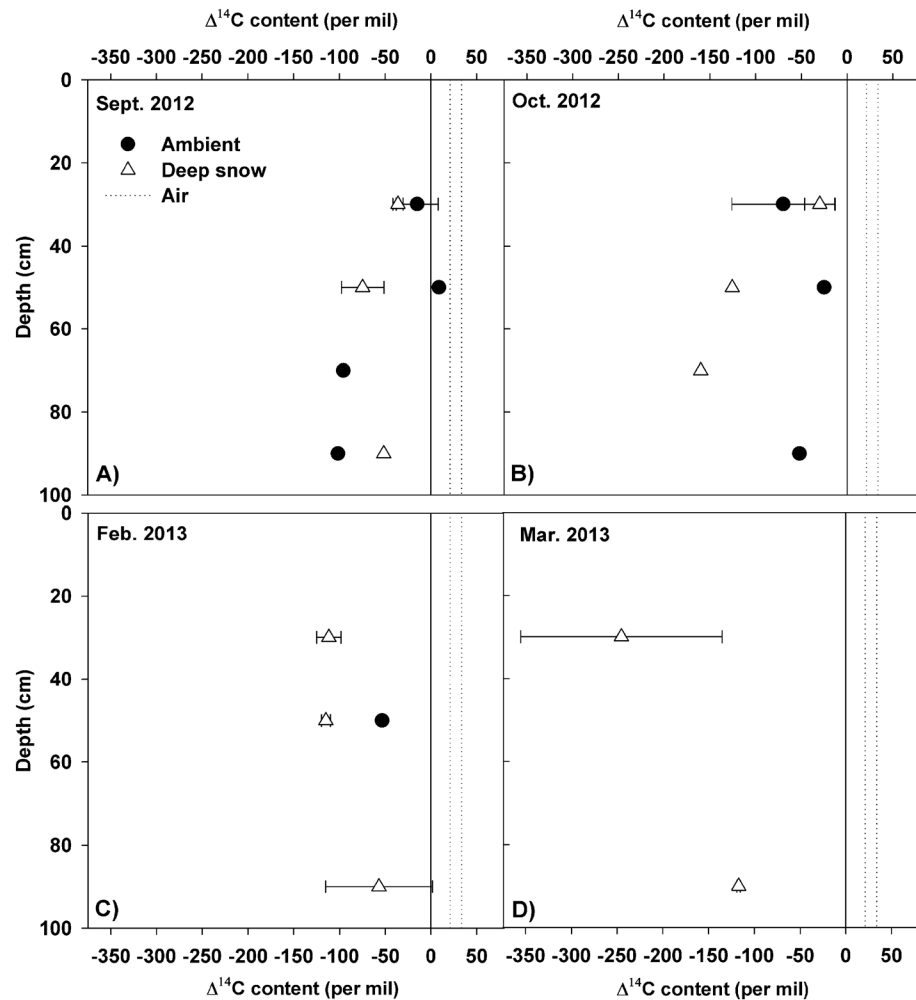 Δ14C content (per mil) Δ14C content (per mil)
-350 -300 -250 -200 -150 -100 -50 0 50 -350 -300 -250 -200 -150 -100 -50 0 50
0
Sept. 2012 Oct. 2012
Ambient
Deep snow
Air
20
40
Depth (cm)
60
80
A) B)
100
0
Feb. 2013 Mar. 2013
20
40
Depth (cm)
60
80
C) D)
100
-350 -300 -250 -200 -150 -100 -50 0 50 -350 -300 -250 -200 -150 -100 -50 0 50
Δ14C content (per mil) Δ14C content (per mil)